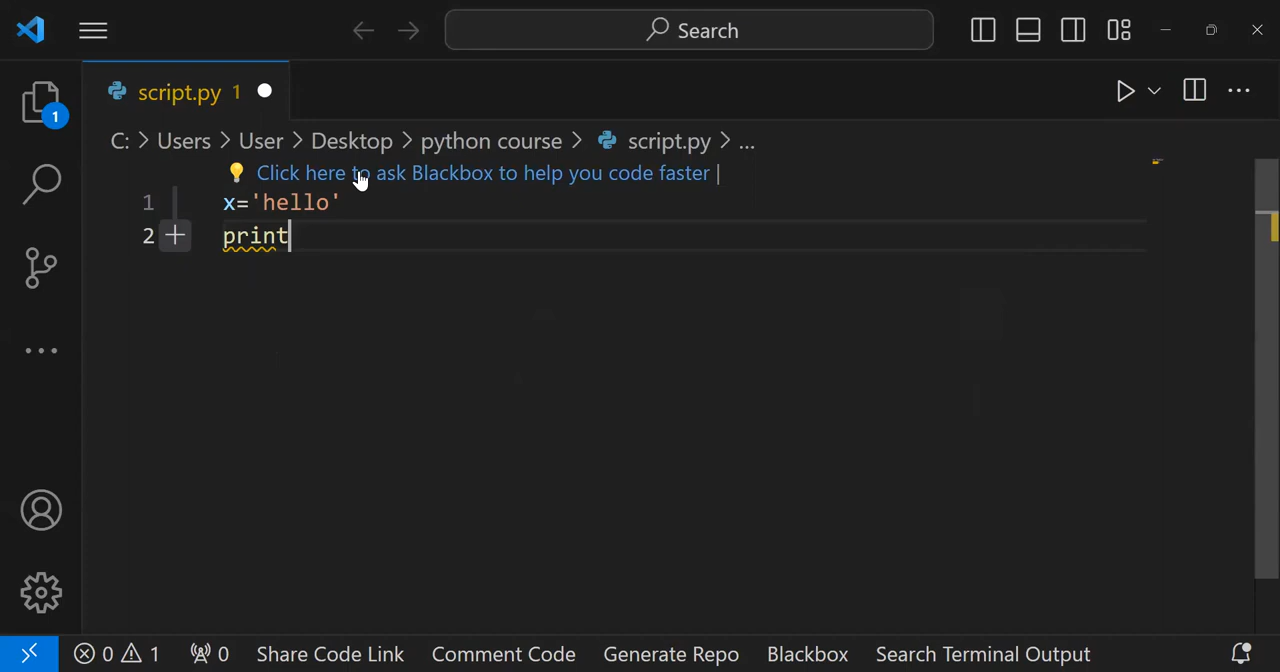 Search
script.py 1
1
C: > Users > User > Desktop > python course > script.py > ...
Click here to ask Blackbox to help you code faster |
1 x='hello'
2 print
0 1 0 Share Code Link Comment Code Generate Repo Blackbox Search Terminal Output